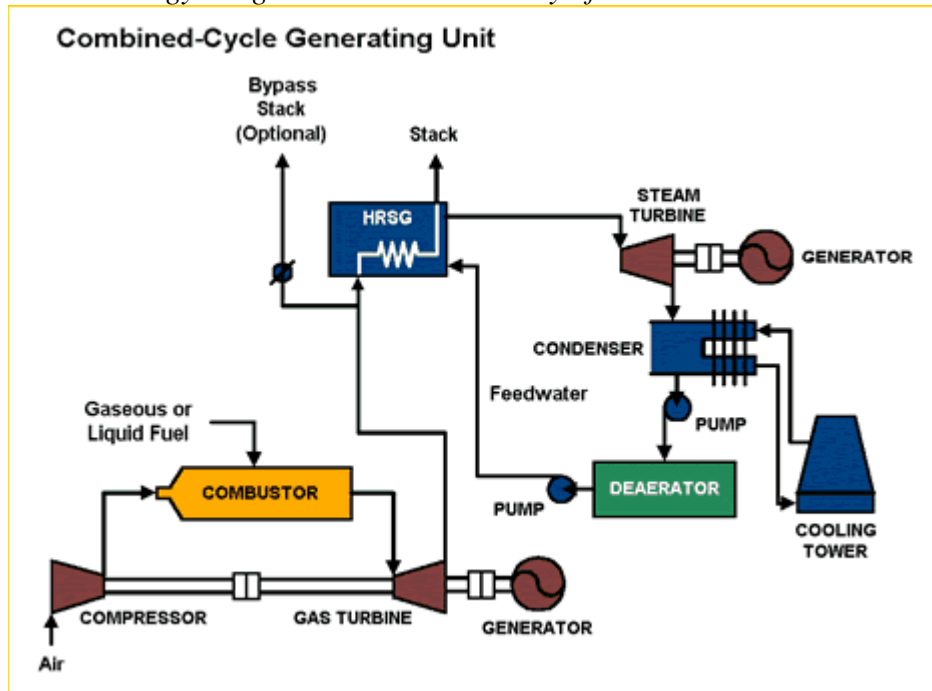 Combined-Cycle Generating Unit
Bypass
Stack
(Optional)
Stack
HRSG
STEAM
TURBINE
GENERATOR
CONDENSER
Feedwater
PUMP
Gaseous or
Liquid Fuel
COMBUSTOR
PUMP
DEAERATOR
COOLING
TOWER
COMPRESSOR
GAS TURBINE
GENERATOR
Air